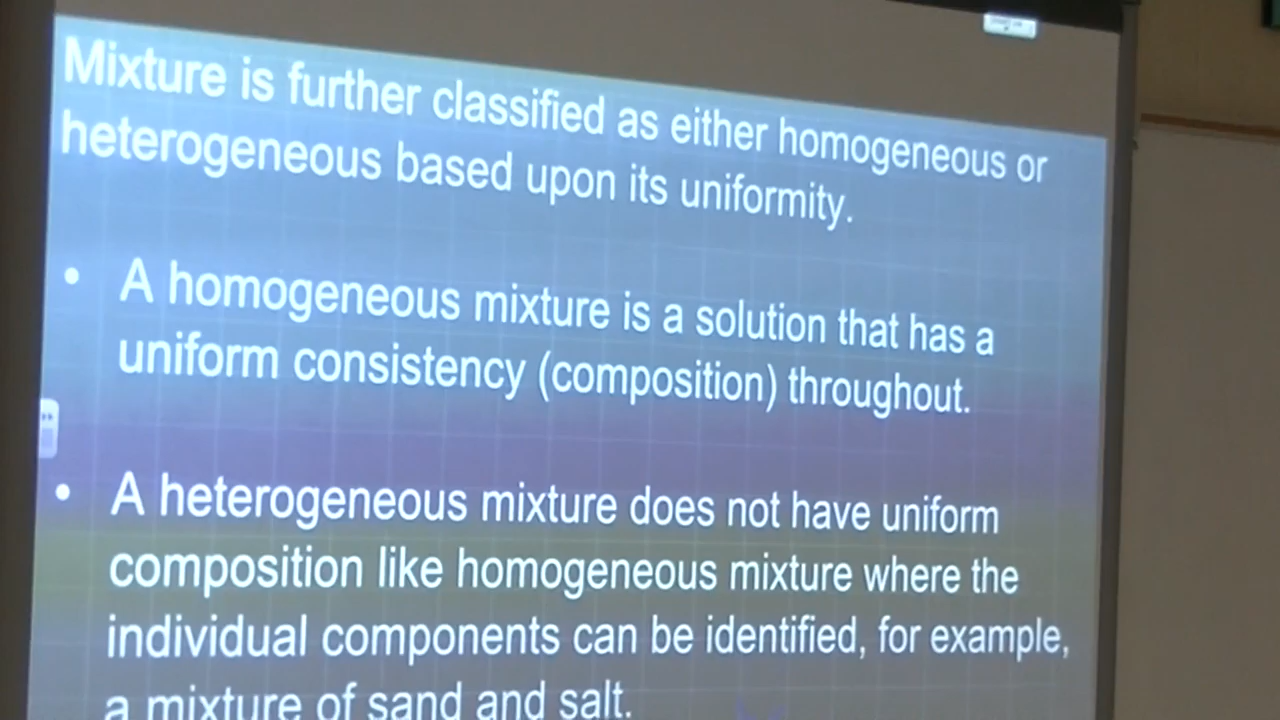 Mixture is further classified as either homogeneous or
heterogeneous based upon its uniformity.
• A homogeneous mixture is a solution that has a
uniform consistency (composition) throughout.
• A heterogeneous mixture does not have uniform
composition like homogeneous mixture where the
individual components can be identified, for example,
a mixture of sand and salt.